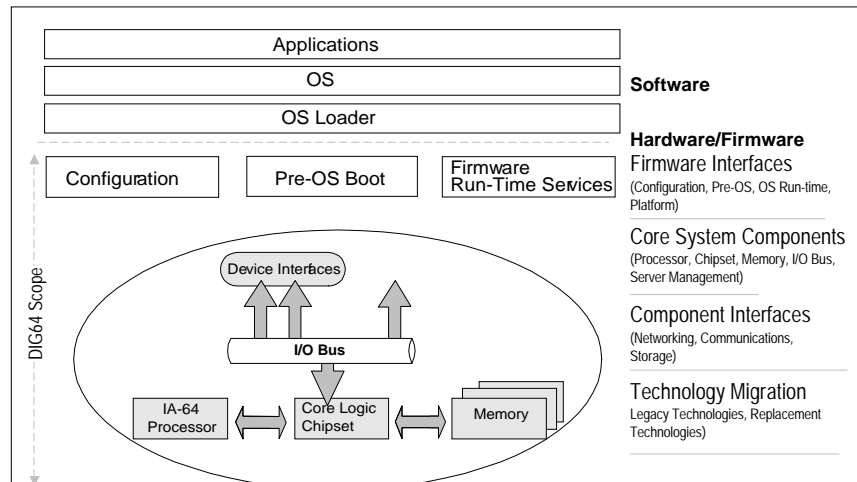 Applications
OS
OS Loader
Software
Hardware/Firmware
Configuration
Pre-OS Boot
Firmware
Run-Time Services
Firmware Interfaces
(Configuration, Pre-OS, OS Run-time,
Platform)
Core System Components
(Processor, Chipset, Memory, I/O Bus,
Server Management)
Component Interfaces
(Networking, Communications,
Storage)
Technology Migration
Legacy Technologies, Replacement
Technologies)
DIG64 Scope
Device Interfaces
I/O Bus
IA-64
Processor
Core Logic
Chipset
Memory